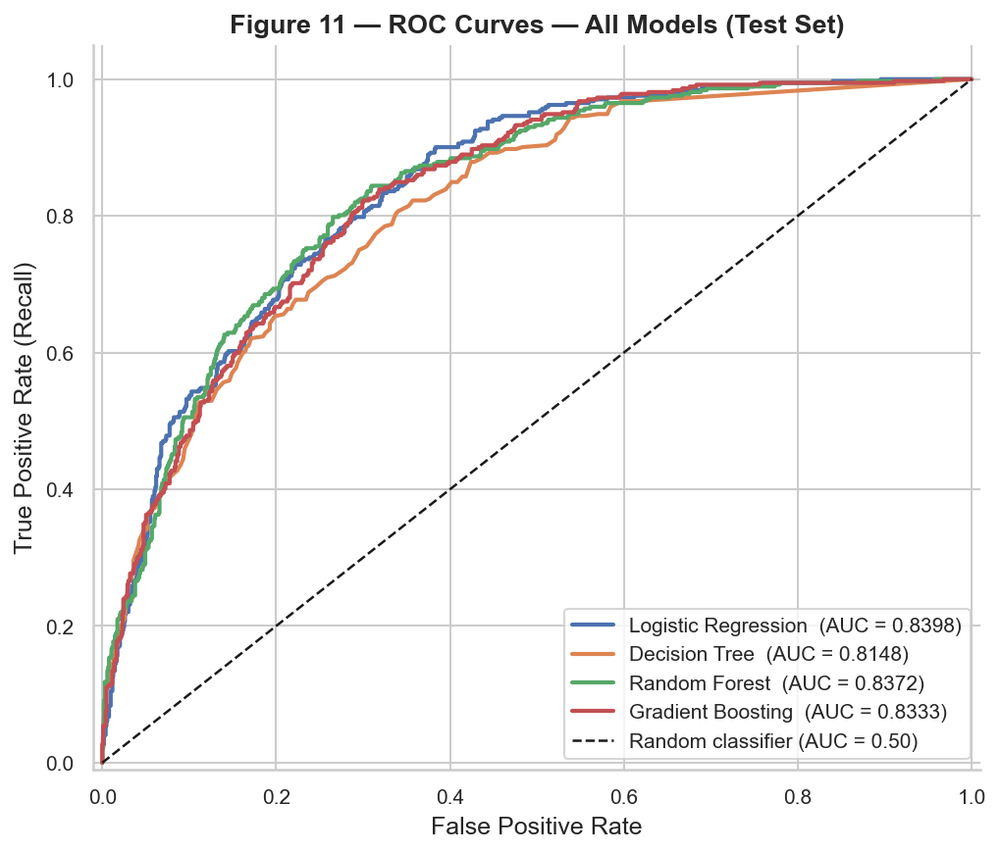 Figure 11 — ROC Curves — All Models (Test Set)
True Positive Rate (Recall)
1.0
0.8
0.6
0.4
0.2
0.0
Logistic Regression (AUC = 0.8398)
Decision Tree (AUC = 0.8148)
Random Forest (AUC = 0.8372)
Gradient Boosting (AUC = 0.8333)
Random classifier (AUC = 0.50)
0.0 0.2 0.4 0.6 0.8 1.0
False Positive Rate